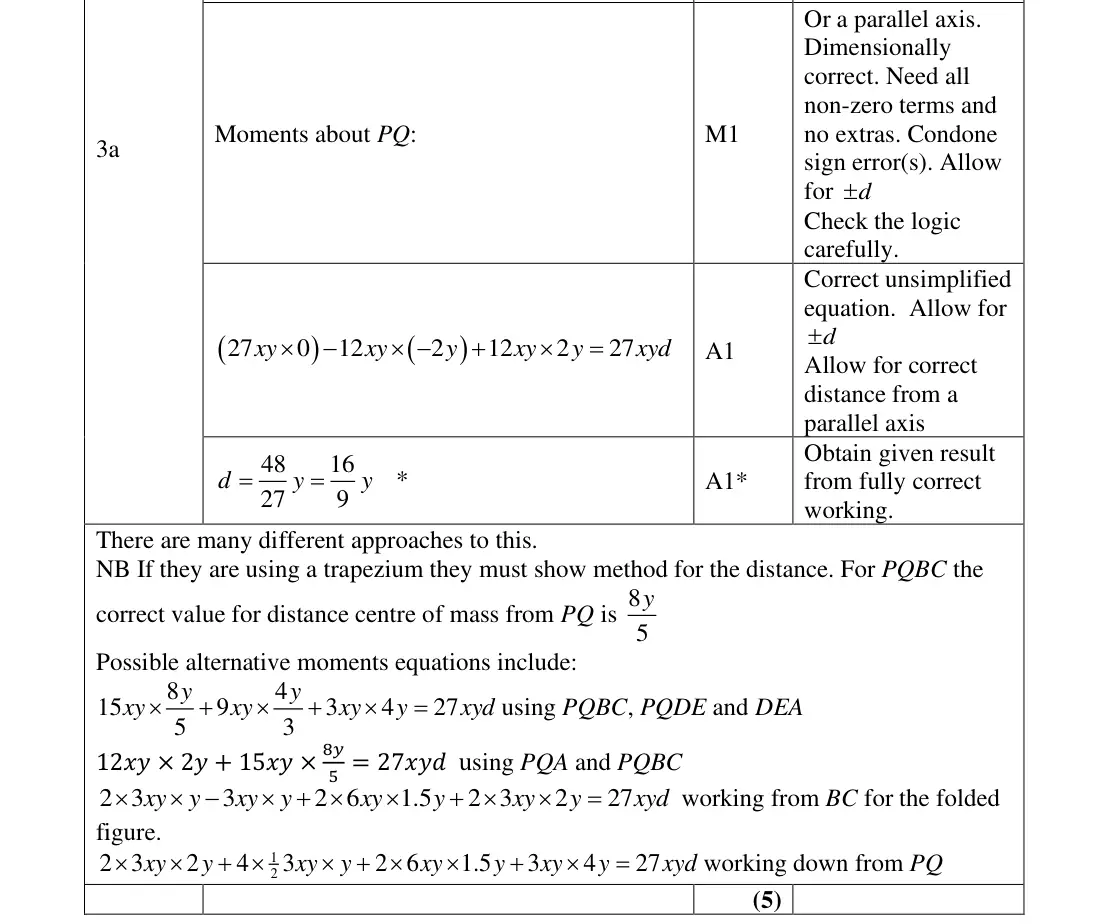 Or a parallel axis.
Dimensionally
correct. Need all
non-zero terms and
no extras. Condone
sign error(s). Allow
for ±d
Check the logic
carefully.
3a
Moments about PQ:
M1
(27xy×0)−12xy×(−2y)+12xy×2y = 27xyd
A1
Correct unsimplified
equation. Allow for
±d
Allow for correct
distance from a
parallel axis
d = 48/27 y = 16/9 y *
A1*
Obtain given result
from fully correct
working.
There are many different approaches to this.
NB If they are using a trapezium they must show method for the distance. For PQBC the
correct value for distance centre of mass from PQ is 8y/5
Possible alternative moments equations include:
15xy× 8y/5 +9xy× 4y/3 +3xy×4y = 27xyd using PQBC, PQDE and DEA
12xy × 2y + 15xy × 8y/5 = 27xyd using PQA and PQBC
2×3xy×y−3xy×y+2×6xy×1.5y+2×3xy×2y = 27xyd working from BC for the folded
figure.
2×3xy×2y+4×½3xy×y+2×6xy×1.5y+3xy×4y = 27xyd working down from PQ
(5)